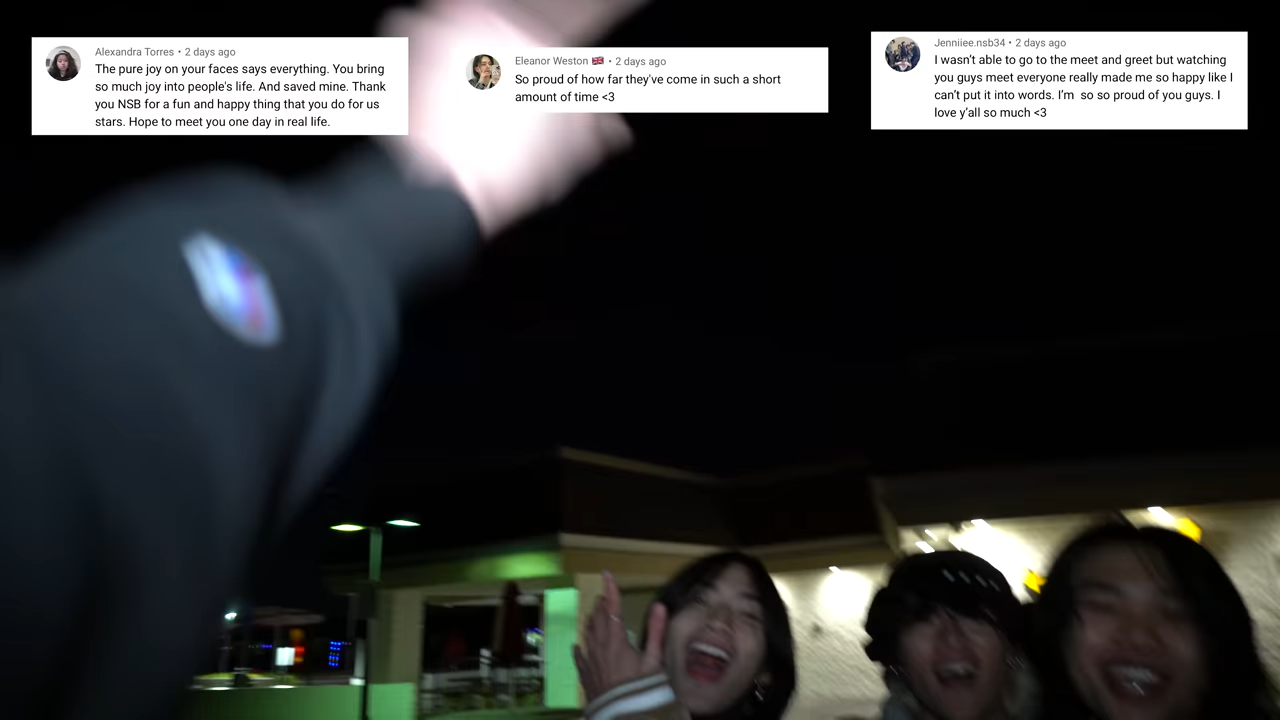 Alexandra Torres • 2 days ago
The pure joy on your faces says everything. You bring
so much joy into people's life. And saved mine. Thank
you NSB for a fun and happy thing that you do for us
stars. Hope to meet you one day in real life.
Eleanor Weston 🇬🇧 • 2 days ago
So proud of how far they've come in such a short
amount of time <3
Jenniiee.nsb34 • 2 days ago
I wasn’t able to go to the meet and greet but watching
you guys meet everyone really made me so happy like I
can’t put it into words. I’m  so so proud of you guys. I
love y’all so much <3